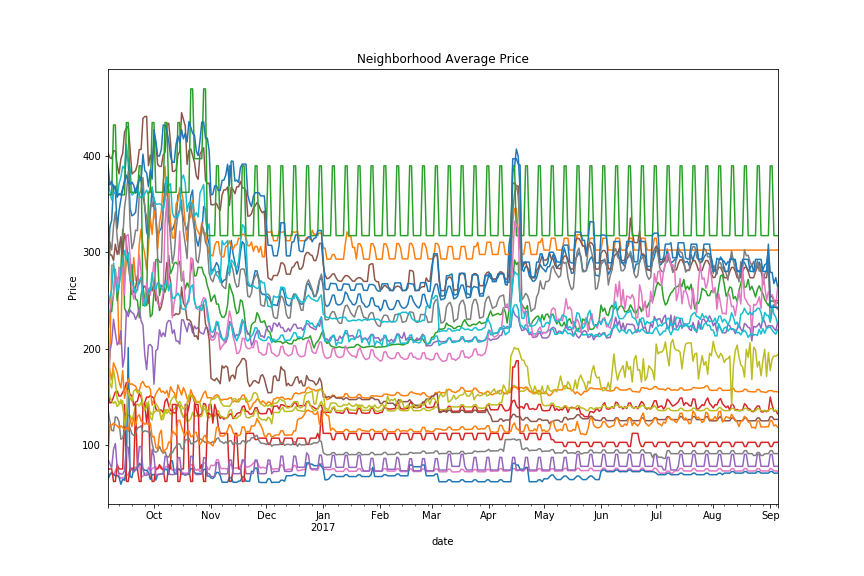 Neighborhood Average Price
400
300
200
100
Price
Oct Nov Dec Jan Feb Mar Apr May Jun Jul Aug Sep
2017
date